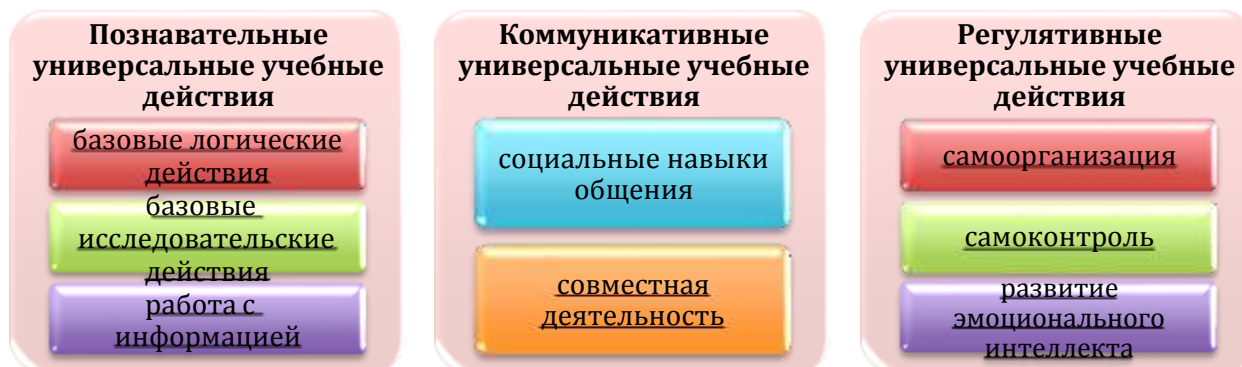 Познавательные
универсальные учебные
действия
базовые логические
действия
базовые
исследовательские
действия
работа с
информацией
Коммуникативные
универсальные учебные
действия
социальные навыки
общения
совместная
деятельность
Регулятивные
универсальные учебные
действия
самоорганизация
самоконтроль
развитие
эмоционального
интеллекта